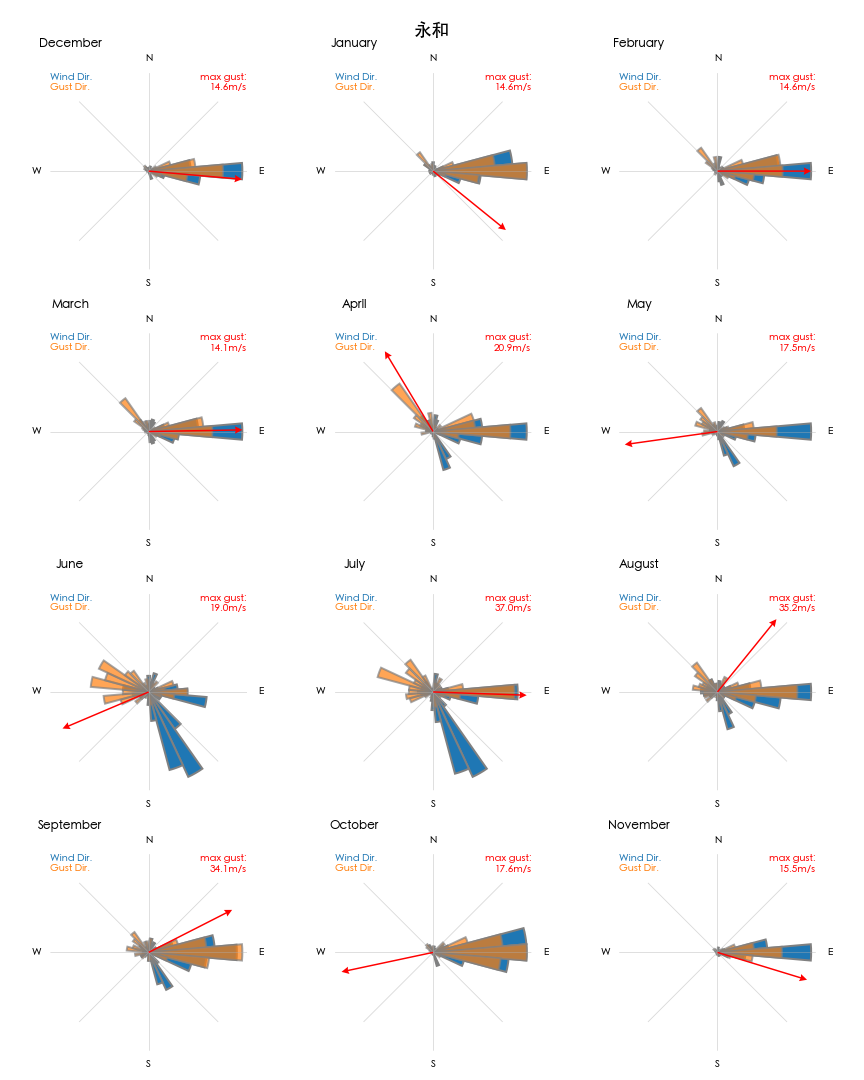 永和
December
N
Wind Dir.
Gust Dir.
max gust:
14.6m/s
W
E
S
January
N
Wind Dir.
Gust Dir.
max gust:
14.6m/s
W
E
S
February
N
Wind Dir.
Gust Dir.
max gust:
14.6m/s
W
E
S
March
N
Wind Dir.
Gust Dir.
max gust:
14.1m/s
W
E
S
April
N
Wind Dir.
Gust Dir.
max gust:
20.9m/s
W
E
S
May
N
Wind Dir.
Gust Dir.
max gust:
17.5m/s
W
E
S
June
N
Wind Dir.
Gust Dir.
max gust:
19.0m/s
W
E
S
July
N
Wind Dir.
Gust Dir.
max gust:
37.0m/s
W
E
S
August
N
Wind Dir.
Gust Dir.
max gust:
35.2m/s
W
E
S
September
N
Wind Dir.
Gust Dir.
max gust:
34.1m/s
W
E
S
October
N
Wind Dir.
Gust Dir.
max gust:
17.6m/s
W
E
S
November
N
Wind Dir.
Gust Dir.
max gust:
15.5m/s
W
E
S